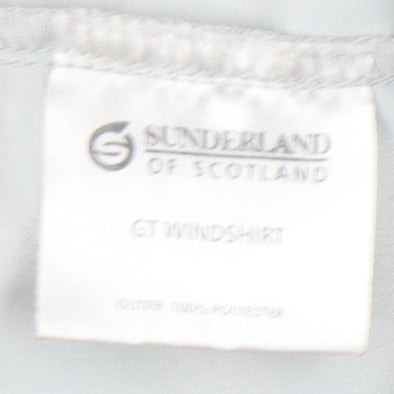 SUNDERLAND
OF SCOTLAND
GT WINDSHIRT
OUTER 100% POLYESTER